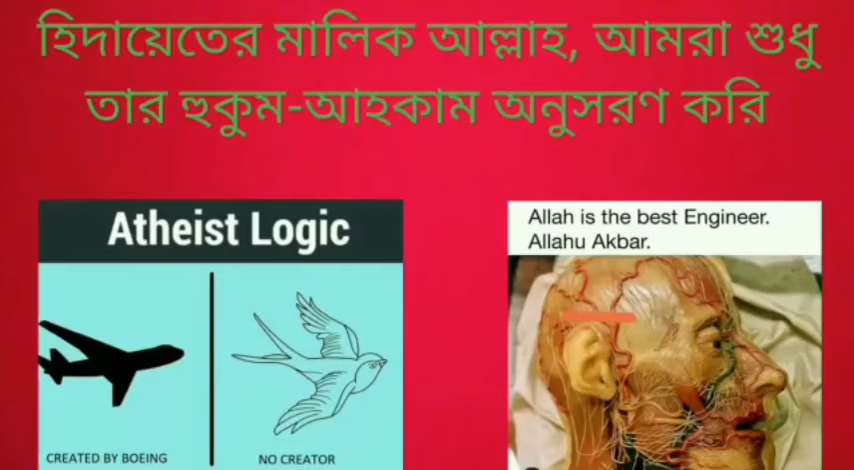 হিদায়েতের মালিক আল্লাহ, আমরা শুধু
তার হুকুম-আহকাম অনুসরণ করি
Atheist Logic
CREATED BY BOEING
NO CREATOR
Allah is the best Engineer.
Allahu Akbar.